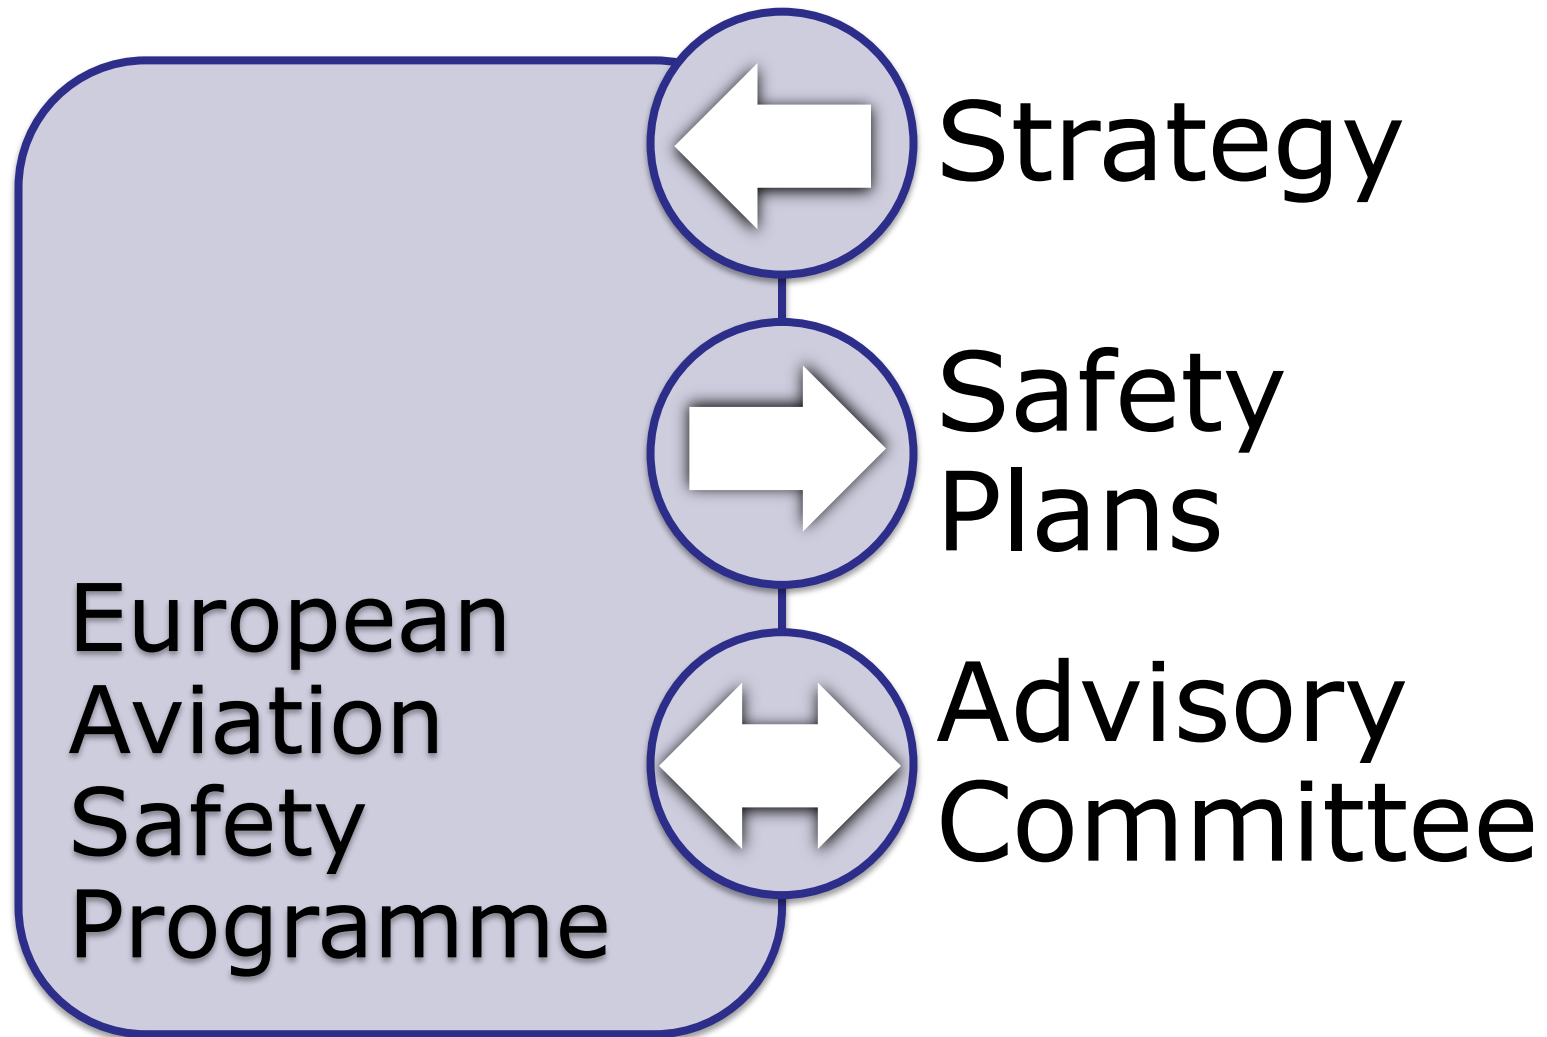 Strategy
Safety
Plans
Advisory
Committee
European
Aviation
Safety
Programme